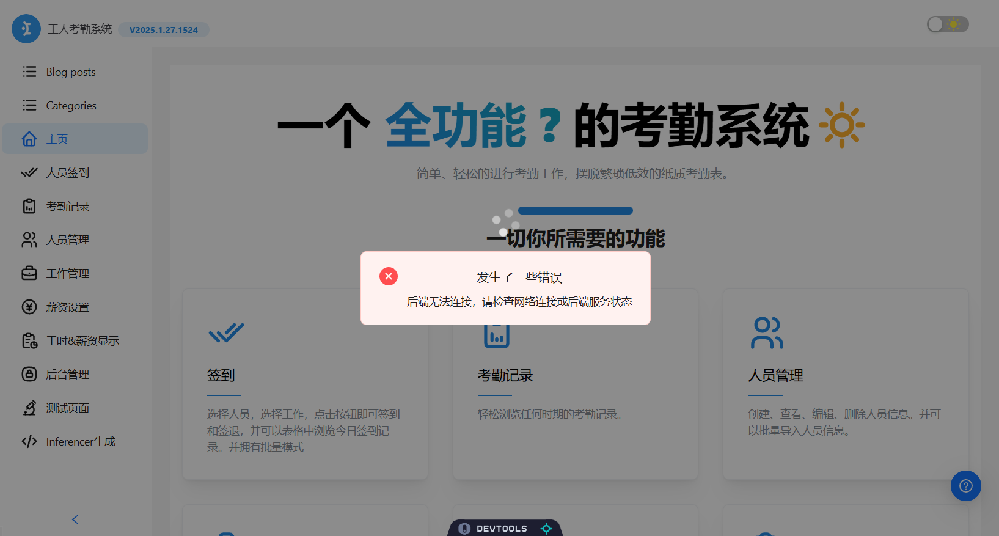 工人考勤系统
V2025.1.27.1524
Blog posts
Categories
主页
人员签到
考勤记录
人员管理
工作管理
薪资设置
工时&薪资显示
后台管理
测试页面
Inferencer生成
一个 全功能 ? 的考勤系统
简单、轻松的进行考勤工作，摆脱繁琐低效的纸质考勤表。
一切你所需要的功能
发生了一些错误
后端无法连接，请检查网络连接或后端服务状态
签到
选择人员，选择工作，点击按钮即可签到
和签退，并可以表格中浏览今日签到记
录。并拥有批量模式
考勤记录
轻松浏览任何时期的考勤记录。
人员管理
创建、查看、编辑、删除人员信息。并可
以批量导入人员信息。
DEVTOOLS